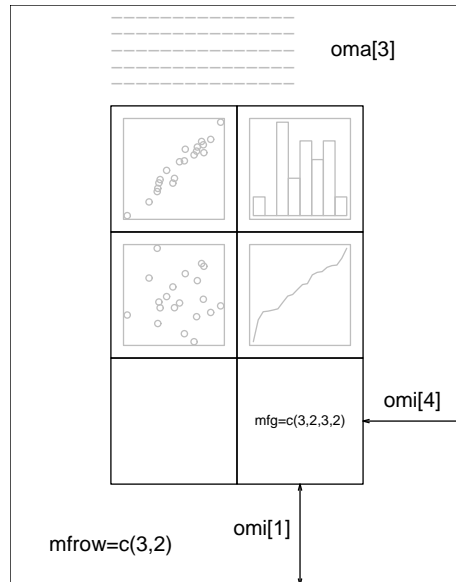 oma[3]
omi[4]
mfg=c(3,2,3,2)
omi[1]
mfrow=c(3,2)